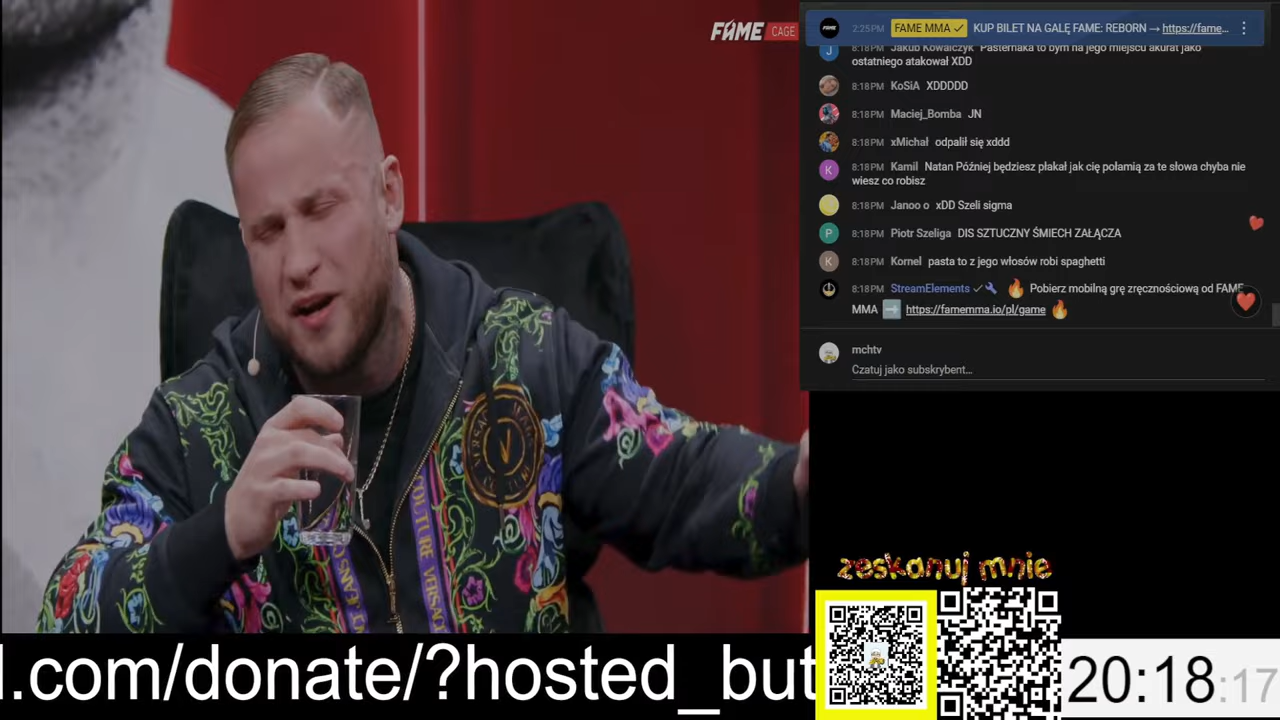 FAME CAGE
2:25PM FAME MMA ✓ KUP BILET NA GALĘ FAME: REBORN → https://fame...
8:18PM Jakub Kowalczyk Pasternaka to bym na jego miejscu akurat jako
ostatniego atakował XDD
8:18PM KoSiA XDDDDD
8:18PM Maciej_Bomba JN
8:18PM xMichał odpalił się xddd
8:18PM Kamil Natan Później będziesz płakał jak cię połamią za te słowa chyba nie
wiesz co robisz
8:18PM Janoo o xDD Szeli sigma
8:18PM Piotr Szeliga DIS SZTUCZNY ŚMIECH ZAŁĄCZA
8:18PM Kornel pasta to z jego włosów robi spaghetti
8:18PM StreamElements ✓ 🔥 Pobierz mobilną grę zręcznościową od FAME
MMA ➡️ https://famemma.io/pl/game 🔥
mchtv
Czatuj jako subskrybent...
COUTURE VERSAC
zeskanuj mnie
l.com/donate/?hosted_but
20:18:17